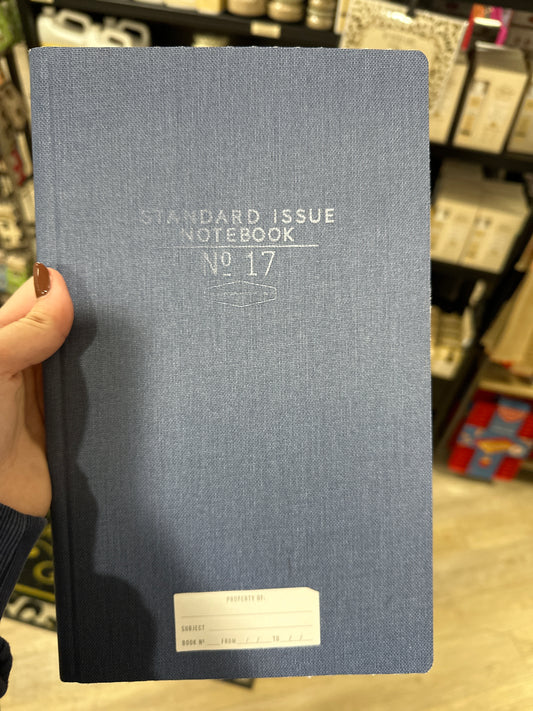 STANDARD ISSUE
NOTEBOOK
Nº 17
PROPERTY OF:
SUBJECT
BOOK Nº FROM / / TO / /